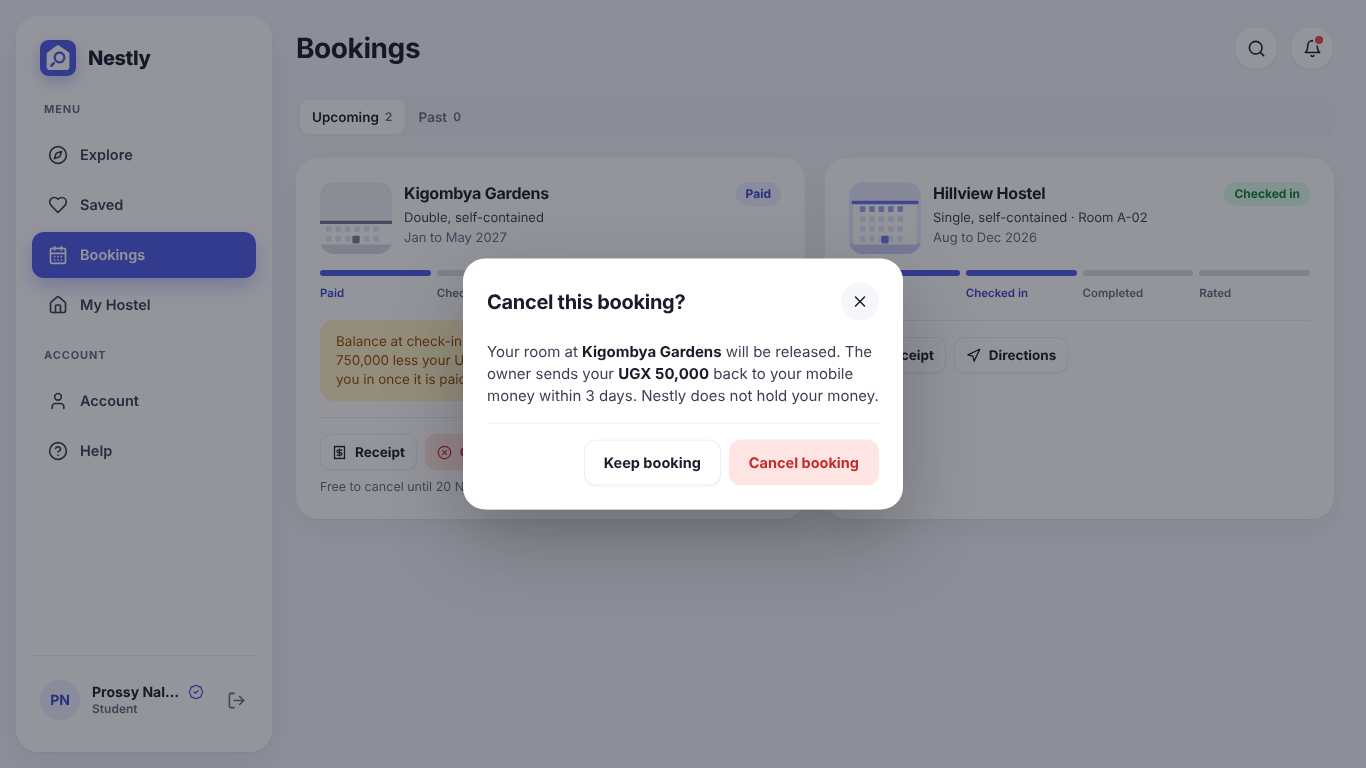 Nestly
MENU
Explore
Saved
Bookings
My Hostel
ACCOUNT
Account
Help
PN
Prossy Nal...
Student
Bookings
Upcoming 2
Past 0
Kigombya Gardens
Paid
Double, self-contained
Jan to May 2027
Paid
Balance at check-in
750,000 less your
you in once it is paid
Receipt
Free to cancel until 20
Hillview Hostel
Checked in
Single, self-contained · Room A-02
Aug to Dec 2026
Checked in
Completed
Rated
Directions
Cancel this booking?
Your room at Kigombya Gardens will be released. The
owner sends your UGX 50,000 back to your mobile
money within 3 days. Nestly does not hold your money.
Keep booking
Cancel booking